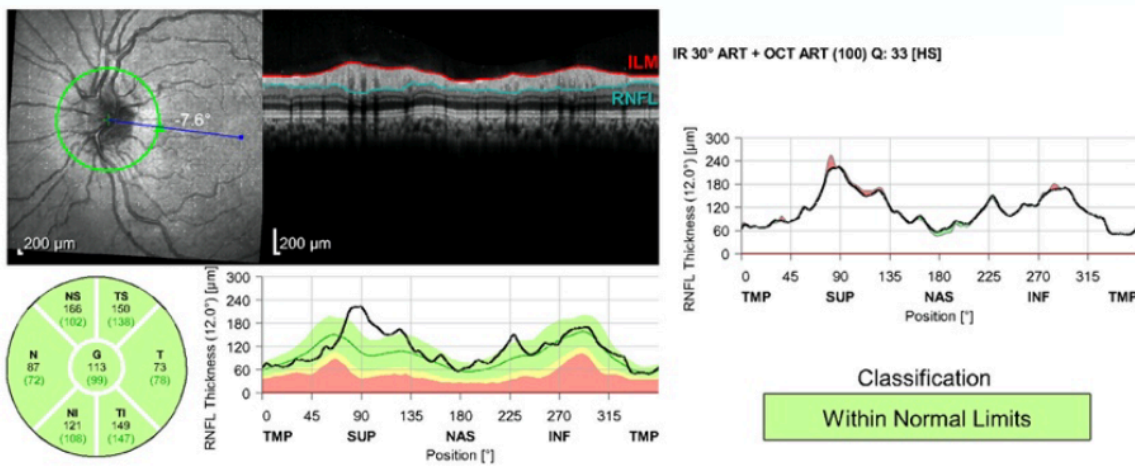 -7.6°
200 µm
ILM
RNFL
200 µm
IR 30° ART + OCT ART (100) Q: 33 [HS]
RNFL Thickness (12.0°) [µm]
300
240
180
120
60
0
0 45 90 135 180 225 270 315
TMP SUP NAS INF TMP
Position [°]
NS
166
(102)
TS
150
(138)
N
87
(72)
G
113
(99)
T
73
(78)
NI
121
(108)
TI
149
(147)
RNFL Thickness (12.0°) [µm]
300
240
180
120
60
0
0 45 90 135 180 225 270 315
TMP SUP NAS INF TMP
Position [°]
Classification
Within Normal Limits